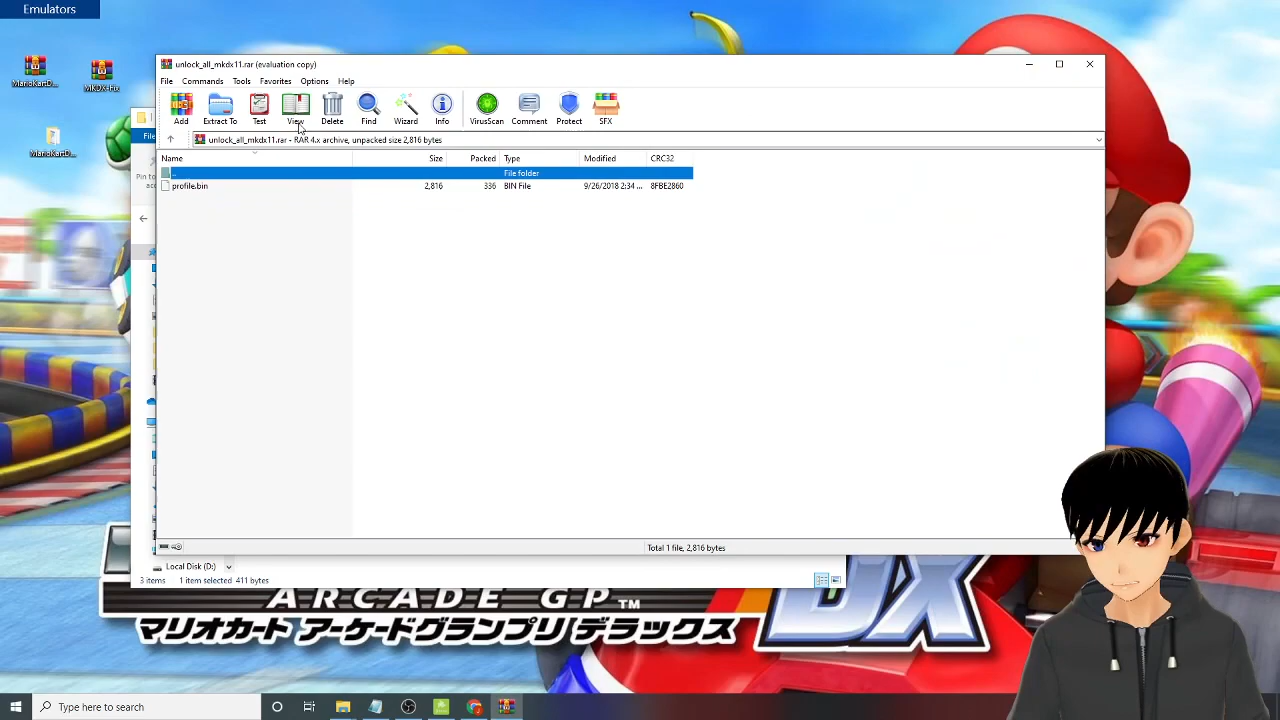 Emulators
MarioKartD...
MKDX-Fix
MarioKartD...
unlock_all_mkdx11.rar (evaluation copy)
File Commands Tools Favorites Options Help
Add Extract To Test View Delete Find Wizard Info VirusScan Comment Protect SFX
unlock_all_mkdx11.rar - RAR 4.x archive, unpacked size 2,816 bytes
Name Size Packed Type Modified CRC32
.. File folder
profile.bin 2,816 336 BIN File 9/26/2018 2:34 ... 8FBE2860
File
Pin to
Total 1 file, 2,816 bytes
Local Disk (D:)
3 items 1 item selected 411 bytes
ARCADE GP TM
マリオカート アーケードグランプリ デラックス
DX
Type here to search